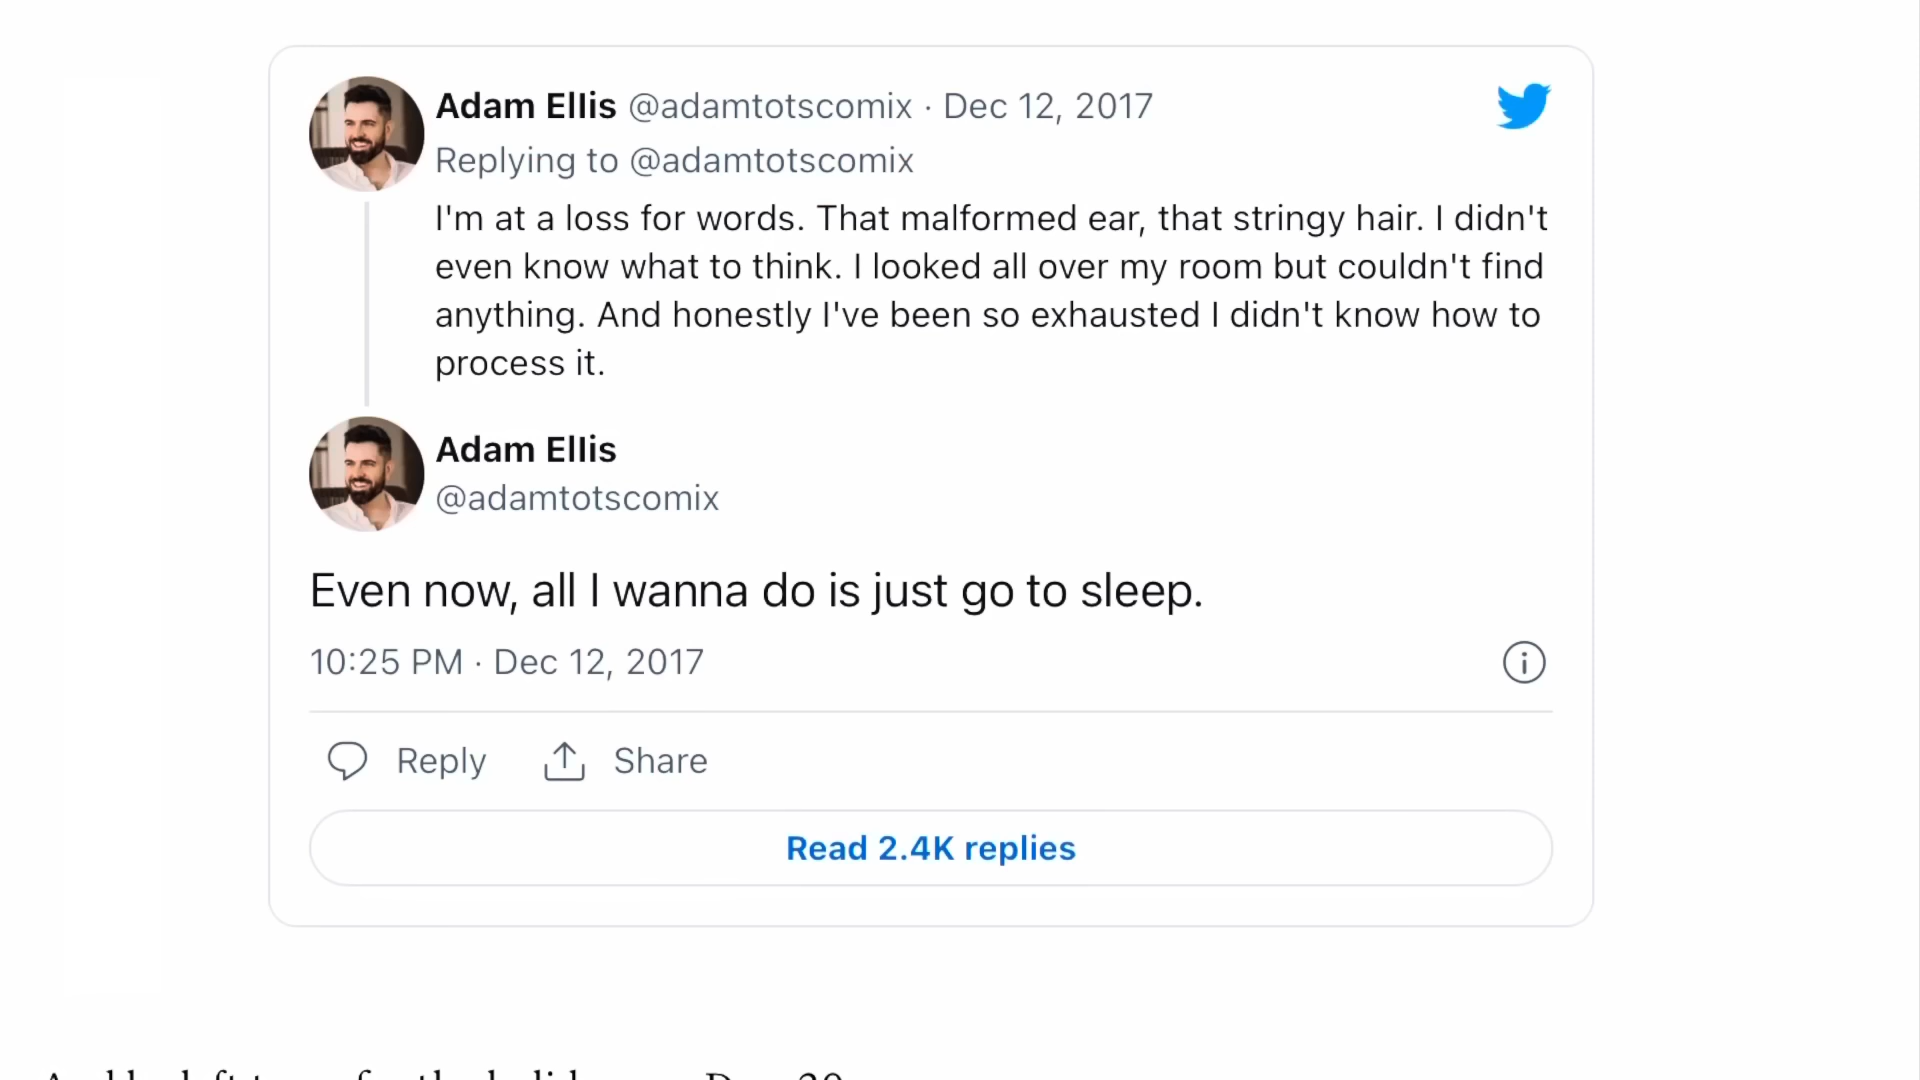 Adam Ellis @adamtotscomix · Dec 12, 2017
Replying to @adamtotscomix
I'm at a loss for words. That malformed ear, that stringy hair. I didn't
even know what to think. I looked all over my room but couldn't find
anything. And honestly I've been so exhausted I didn't know how to
process it.
Adam Ellis
@adamtotscomix
Even now, all I wanna do is just go to sleep.
10:25 PM · Dec 12, 2017
Reply Share
Read 2.4K replies